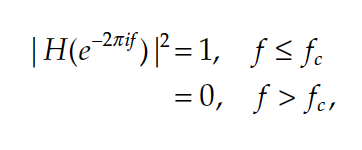 | H(e^{-2πif}) |² = 1, f ≤ f_c
= 0, f > f_c,